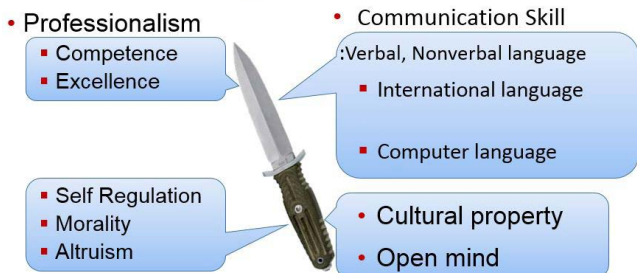 Professionalism
Competence
Excellence
Communication Skill
:Verbal, Nonverbal language
International language
Computer language
Self Regulation
Morality
Altruism
Cultural property
Open mind